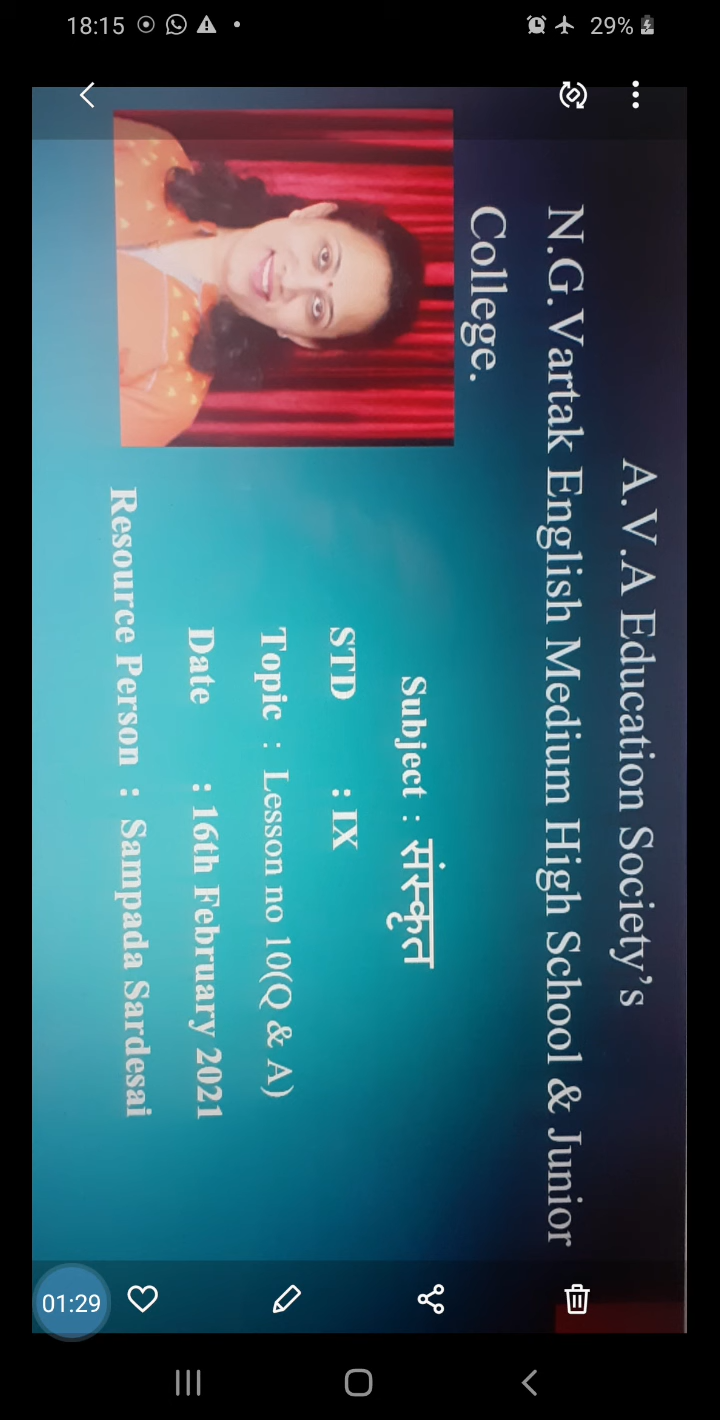 18:15
29%
A.V.A Education Society's
N.G.Vartak English Medium High School & Junior
College.
Subject : संस्कृत
STD : IX
Topic : Lesson no 10(Q & A)
Date : 16th February 2021
Resource Person : Sampada Sardesai
01:29